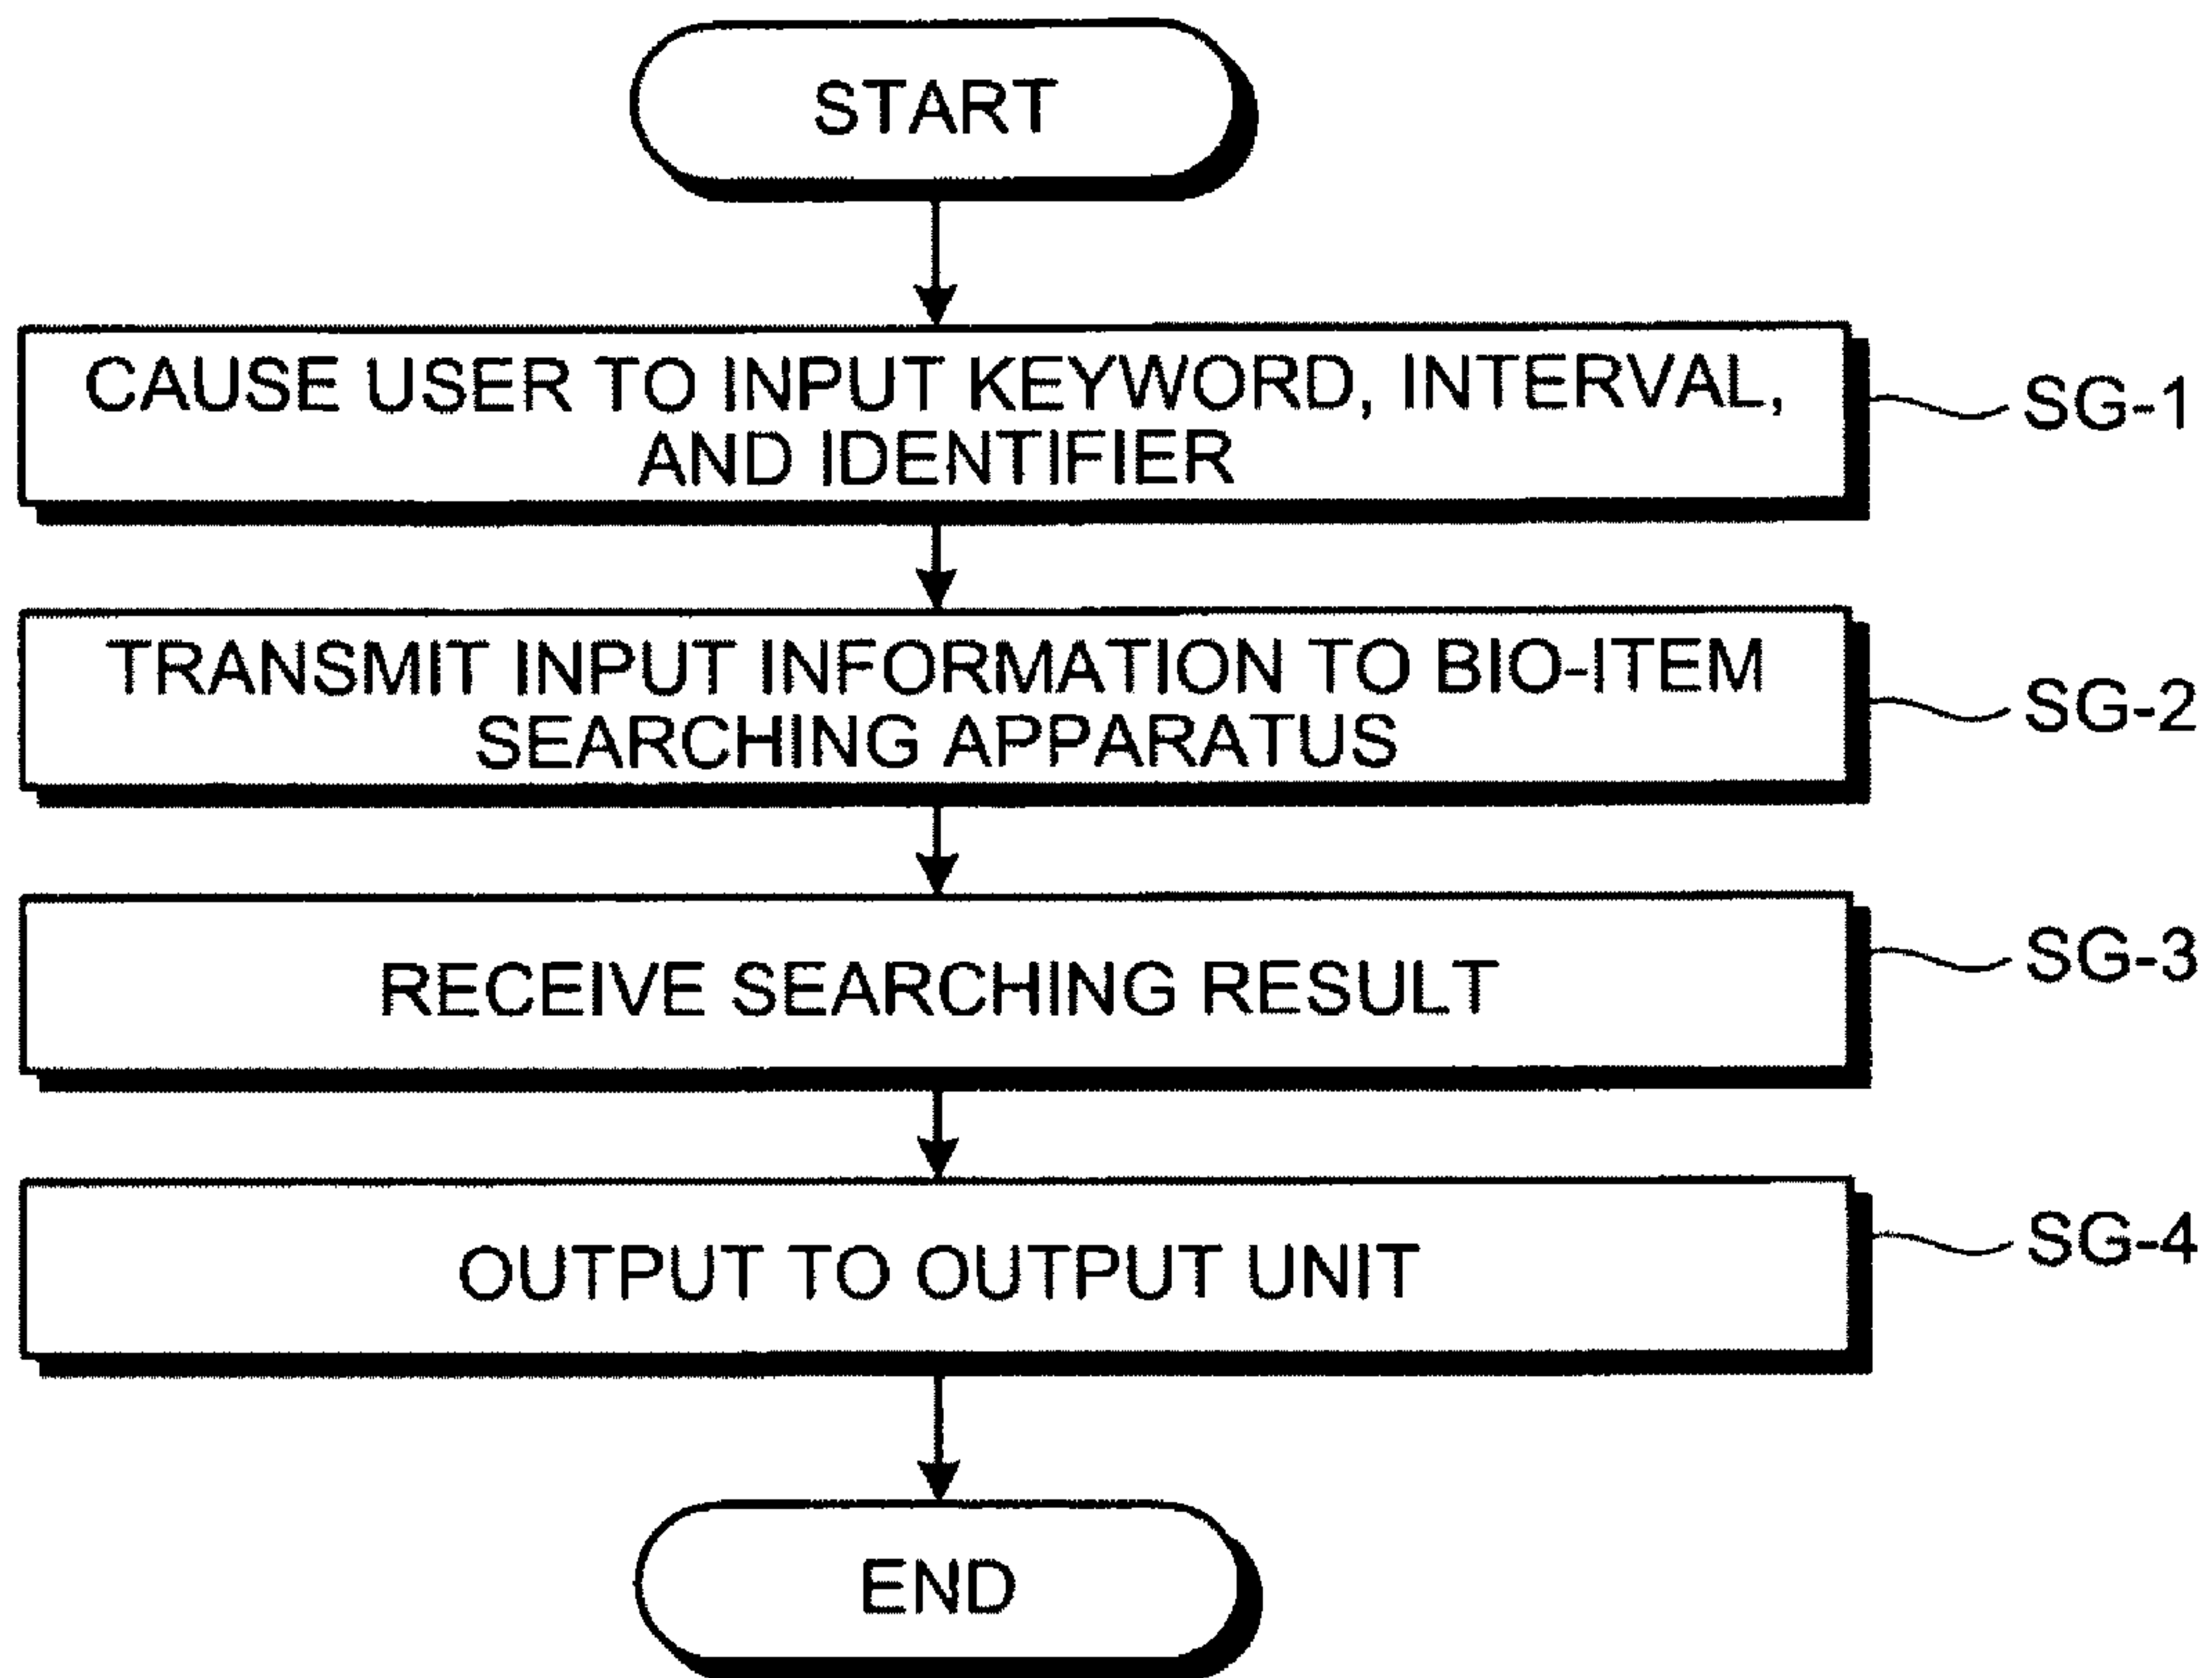 START
CAUSE USER TO INPUT KEYWORD, INTERVAL,
AND IDENTIFIER
SG-1
TRANSMIT INPUT INFORMATION TO BIO-ITEM
SEARCHING APPARATUS
SG-2
RECEIVE SEARCHING RESULT
SG-3
OUTPUT TO OUTPUT UNIT
SG-4
END